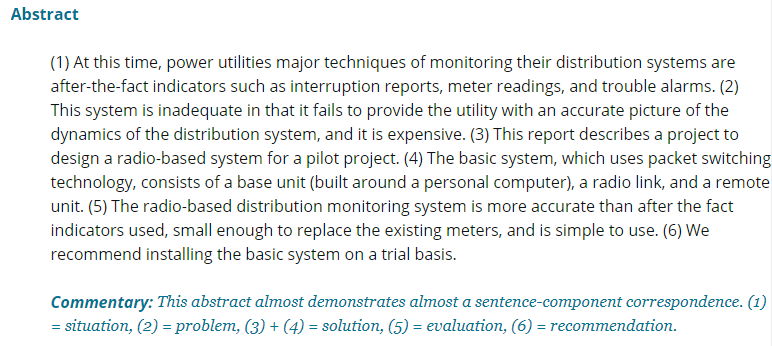 Abstract
(1) At this time, power utilities major techniques of monitoring their distribution systems are
after-the-fact indicators such as interruption reports, meter readings, and trouble alarms. (2)
This system is inadequate in that it fails to provide the utility with an accurate picture of the
dynamics of the distribution system, and it is expensive. (3) This report describes a project to
design a radio-based system for a pilot project. (4) The basic system, which uses packet switching
technology, consists of a base unit (built around a personal computer), a radio link, and a remote
unit. (5) The radio-based distribution monitoring system is more accurate than after the fact
indicators used, small enough to replace the existing meters, and is simple to use. (6) We
recommend installing the basic system on a trial basis.
Commentary: This abstract almost demonstrates almost a sentence-component correspondence. (1)
= situation, (2) = problem, (3) + (4) = solution, (5) = evaluation, (6) = recommendation.